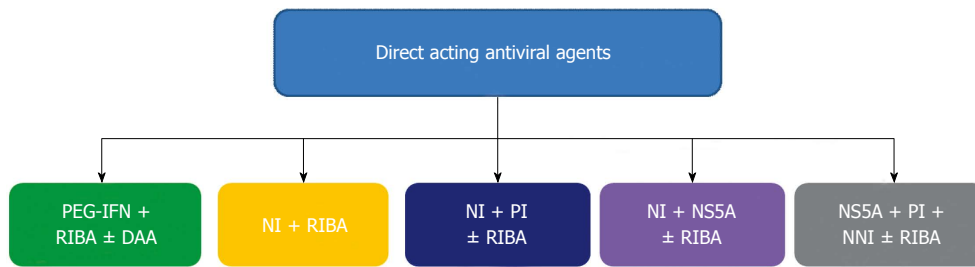 Direct acting antiviral agents
PEG-IFN +
RIBA ± DAA
NI + RIBA
NI + PI
± RIBA
NI + NS5A
± RIBA
NS5A + PI +
NNI ± RIBA